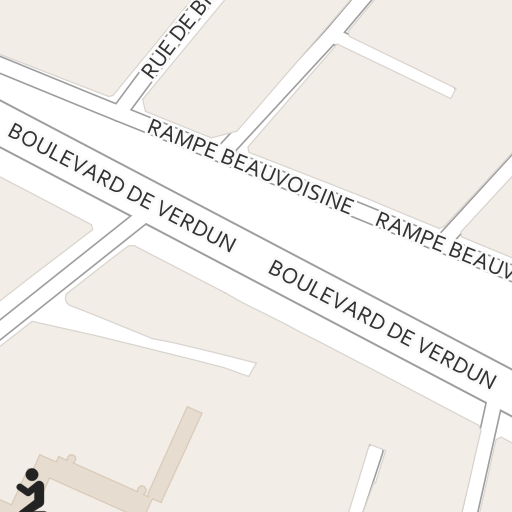 RUE DE B
RAMPE BEAUVOISINE
RAMPE BEAUV
BOULEVARD DE VERDUN
BOULEVARD DE VERDUN